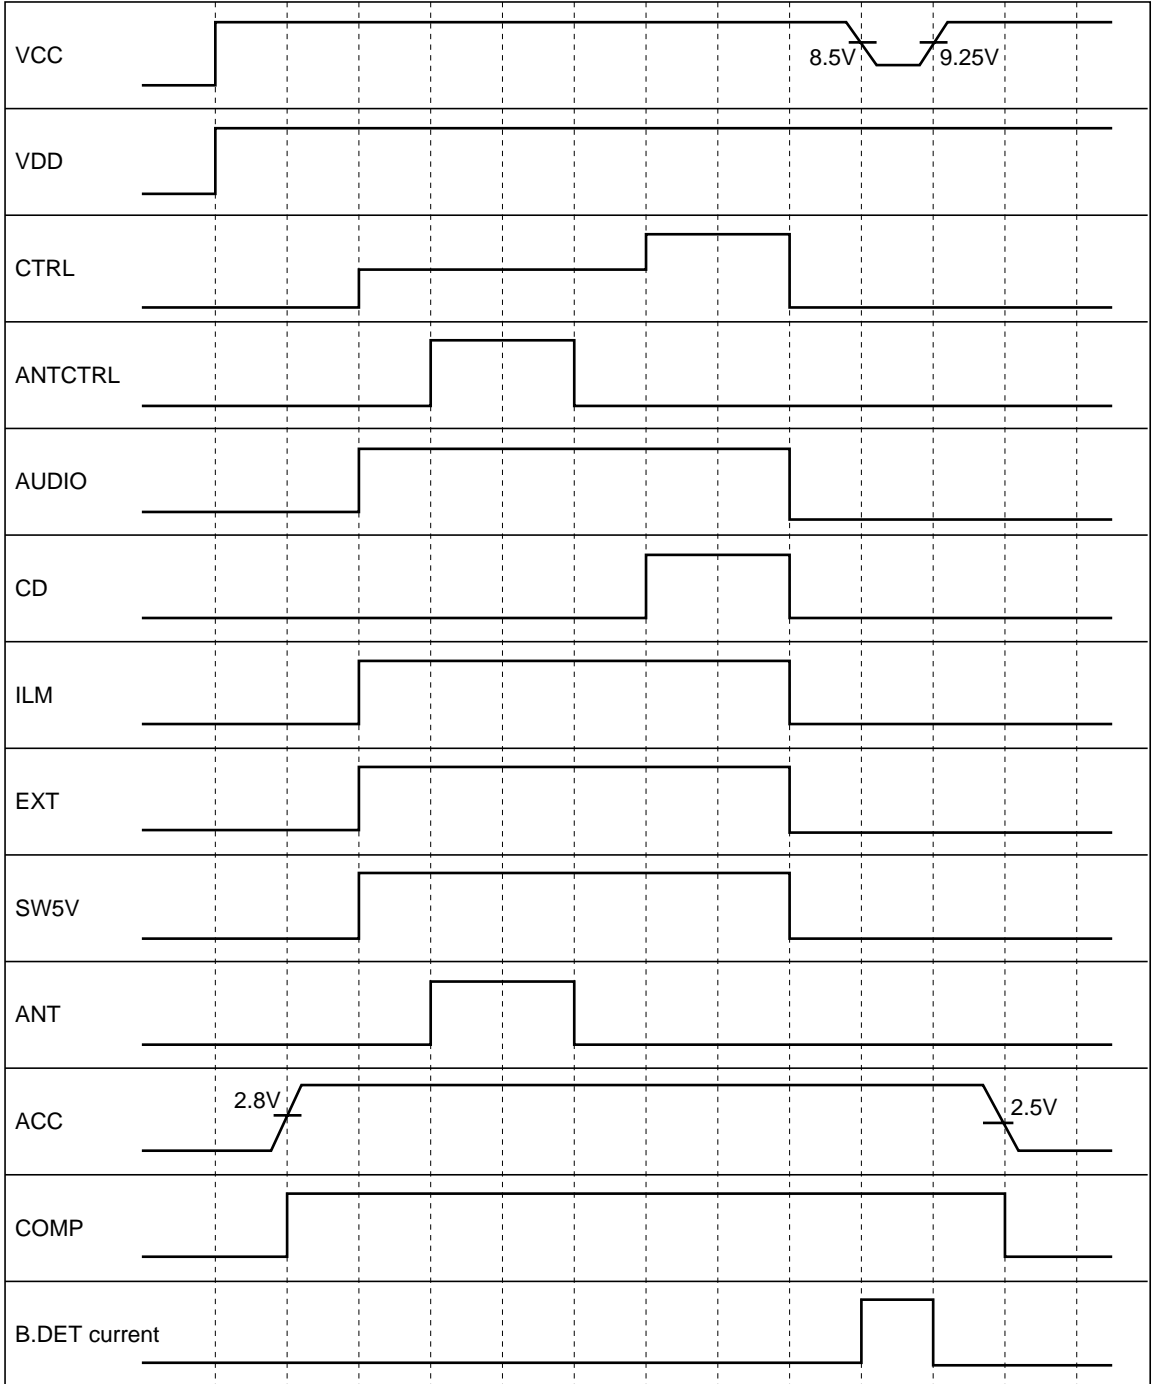 VCC
8.5V
9.25V
VDD
CTRL
ANTCTRL
AUDIO
CD
ILM
EXT
SW5V
ANT
2.8V
ACC
2.5V
COMP
B.DET current